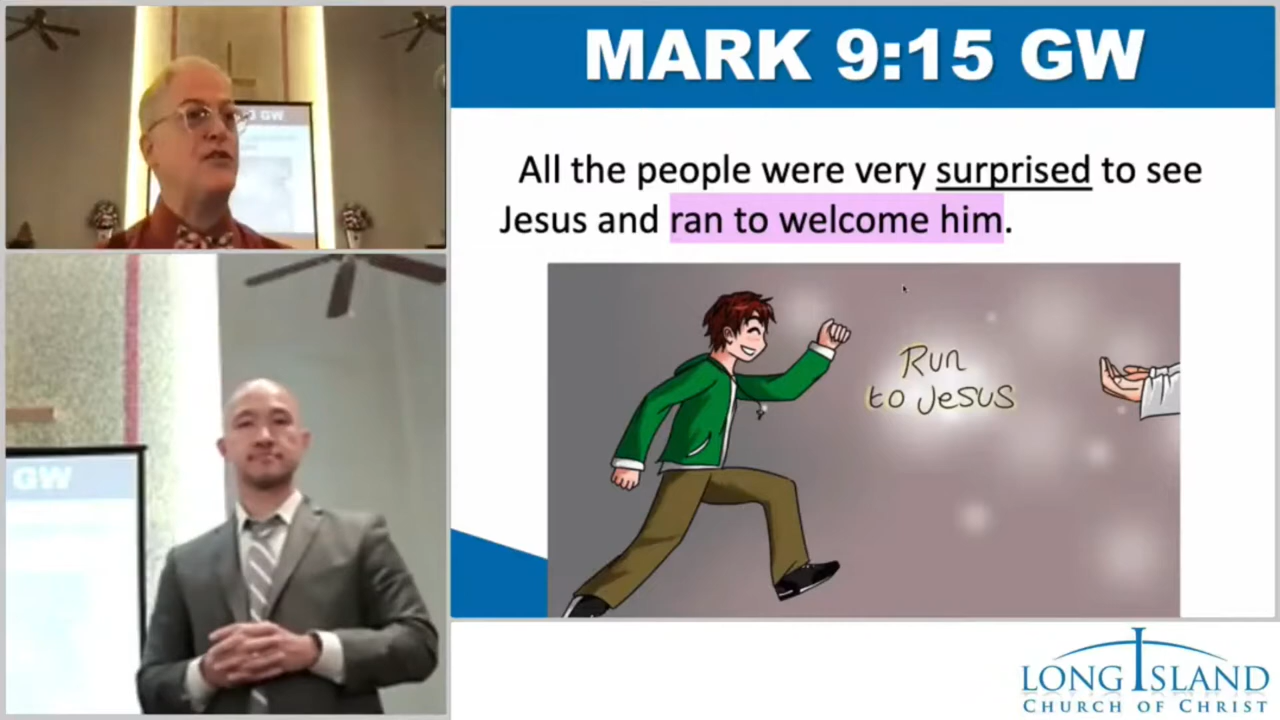 MARK 9:15 GW
All the people were very surprised to see
Jesus and ran to welcome him.
Run
to Jesus
GW
GW
LONG ISLAND
CHURCH OF CHRIST